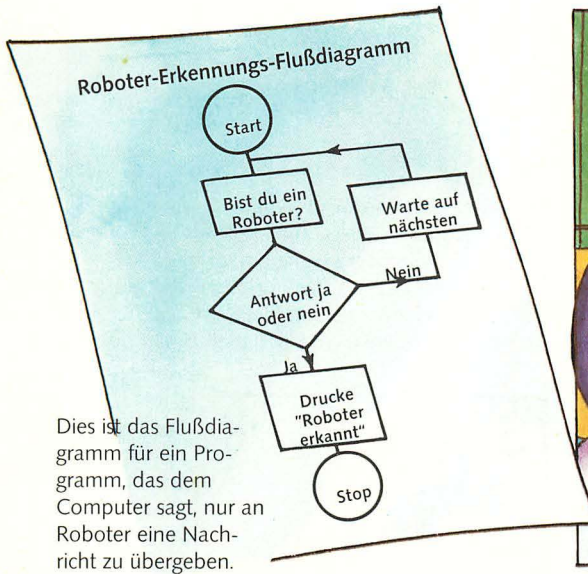 Roboter-Erkennungs-Flußdiagramm
Start
Bist du ein
Roboter?
Warte auf
nächsten
Antwort ja
oder nein
Nein
Ja
Drucke
"Roboter
erkannt"
Stop
Dies ist das Flußdia-
gramm für ein Pro-
gramm, das dem
Computer sagt, nur an
Roboter eine Nach-
richt zu übergeben.